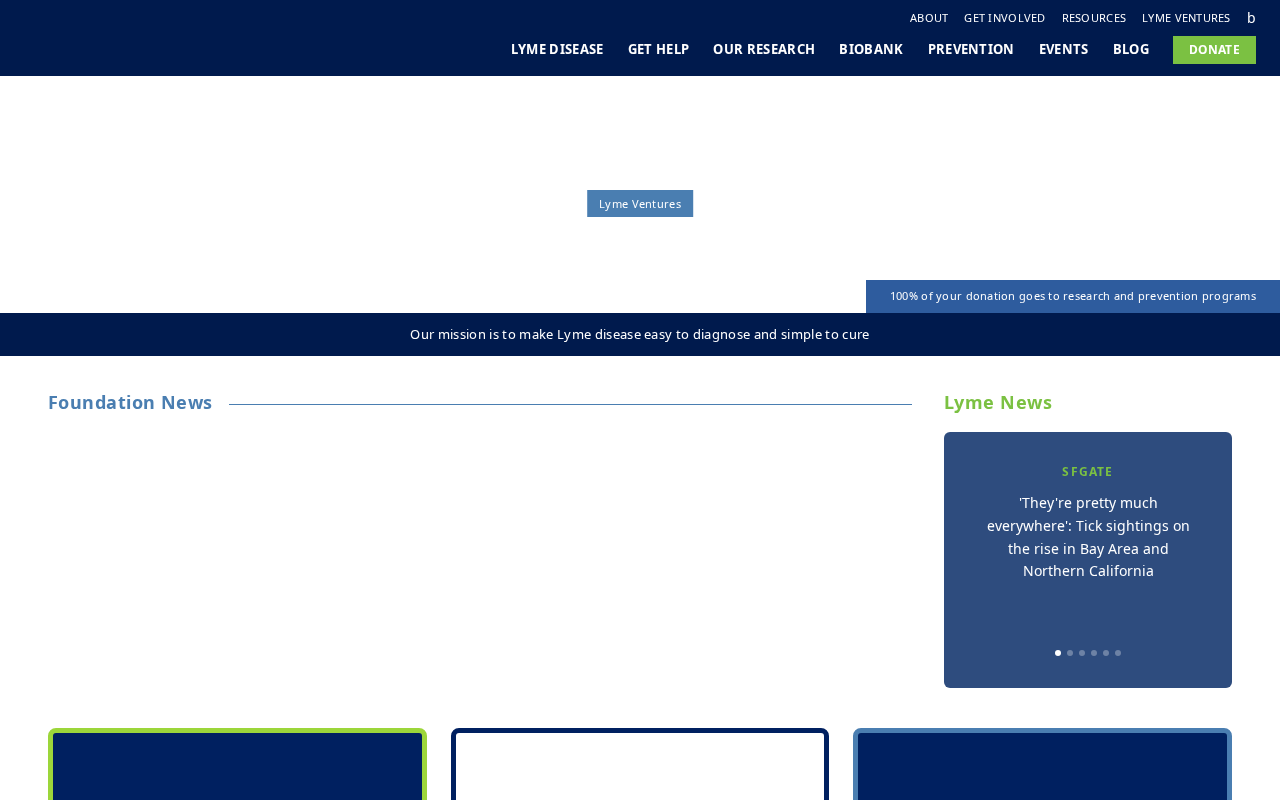 ABOUT GET INVOLVED RESOURCES LYME VENTURES b
LYME DISEASE GET HELP OUR RESEARCH BIOBANK PREVENTION EVENTS BLOG DONATE
Lyme Ventures
100% of your donation goes to research and prevention programs
Our mission is to make Lyme disease easy to diagnose and simple to cure
Foundation News
Lyme News
SFGATE
'They're pretty much
everywhere': Tick sightings on
the rise in Bay Area and
Northern California